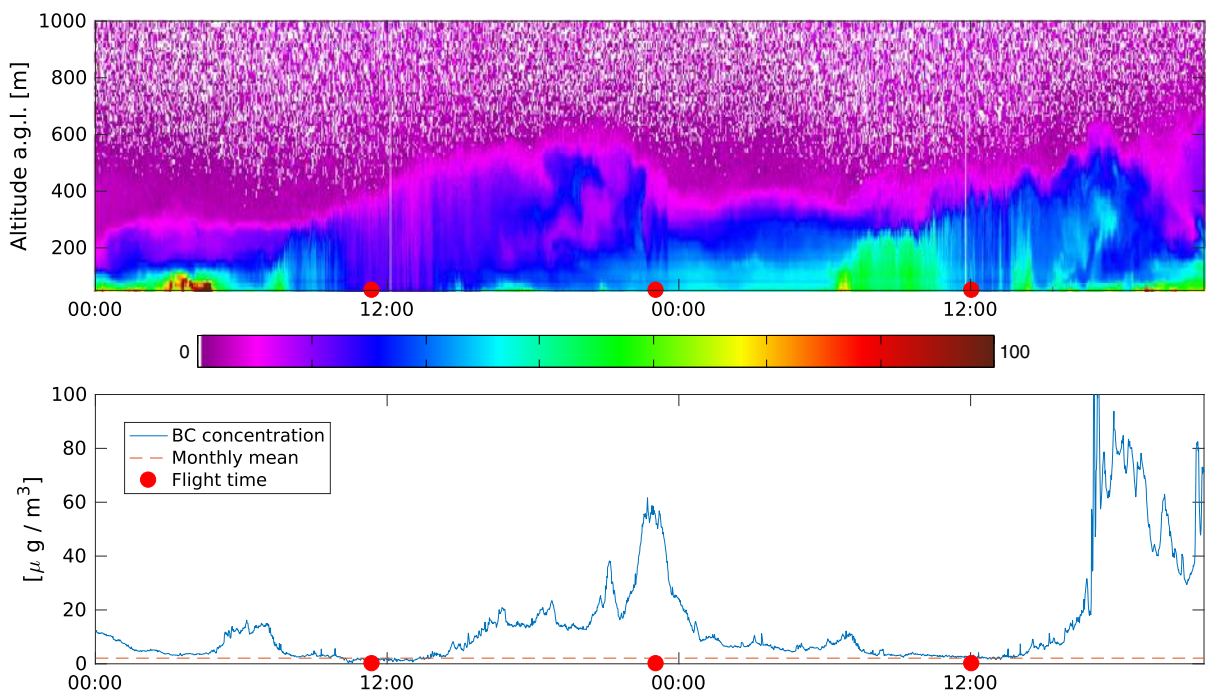 1000
800
600
400
200
Altitude a.g.l. [m]
00:00 12:00 00:00 12:00
0 100
100
80
60
40
20
0
[μ g / m³]
BC concentration
Monthly mean
Flight time
00:00 12:00 00:00 12:00